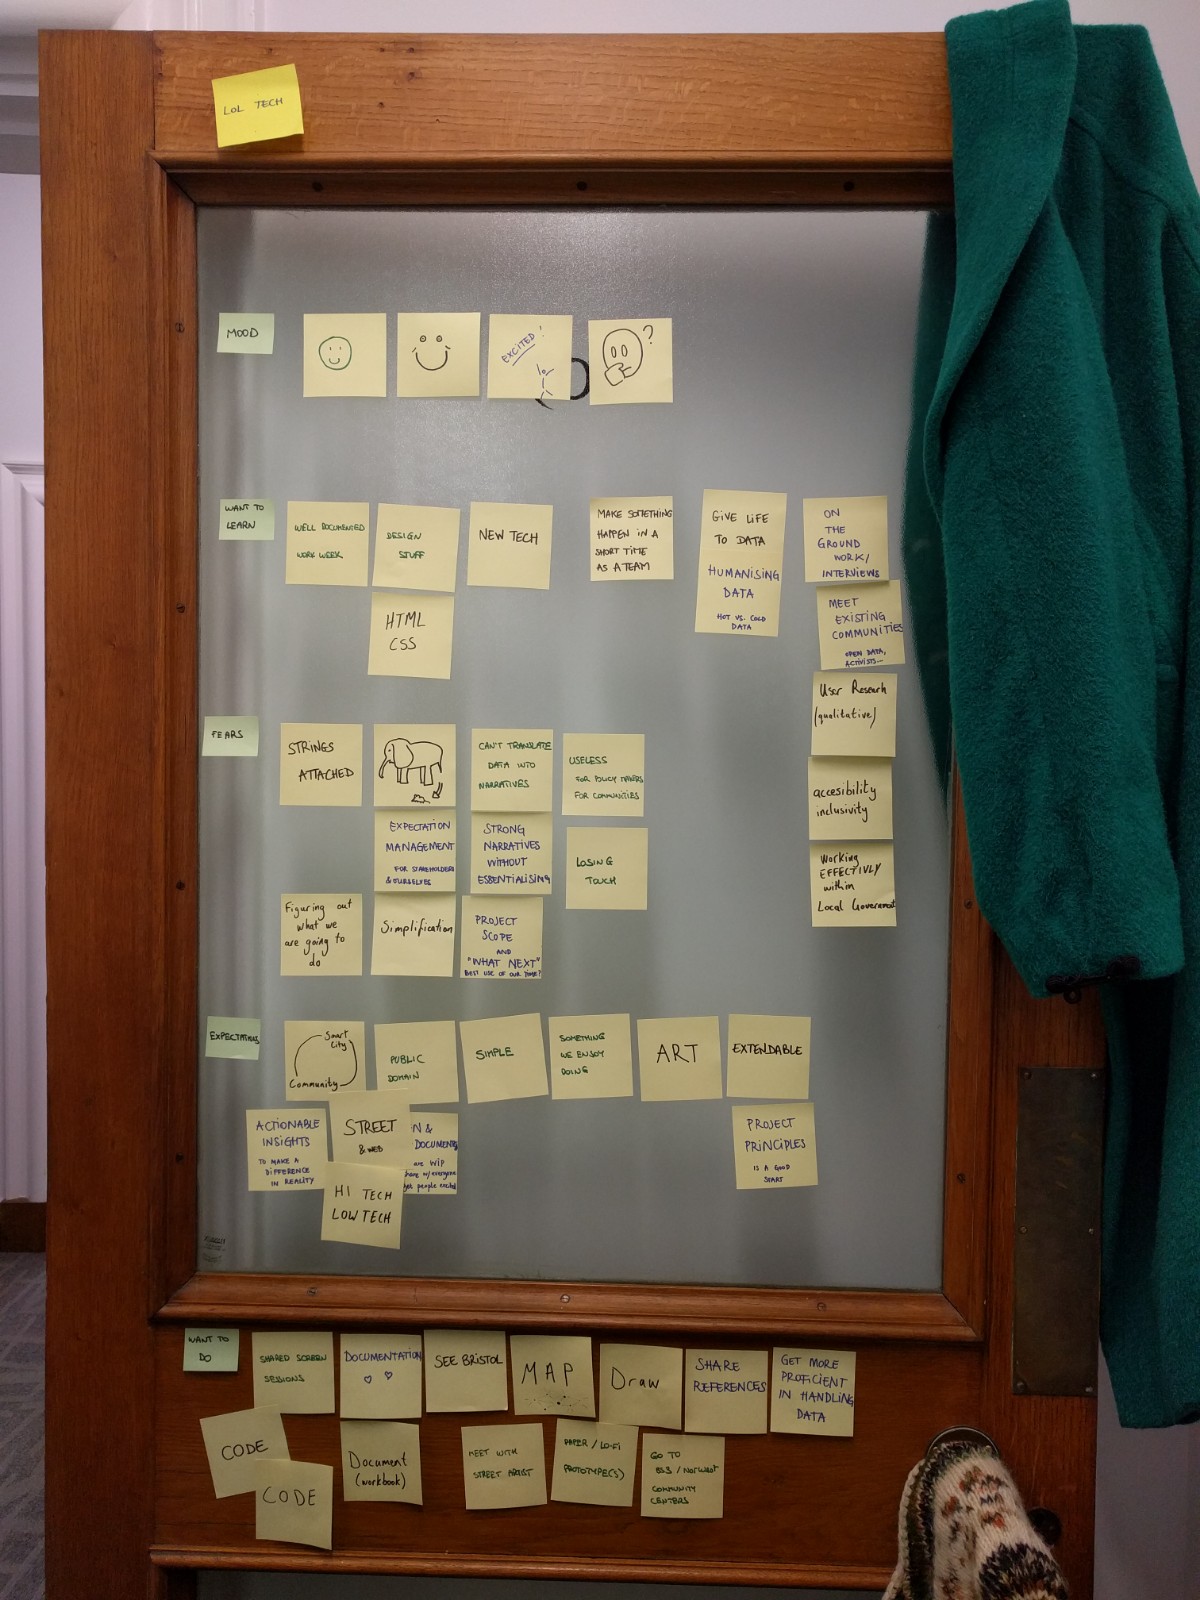 LOL TECH
MOOD
EXCITED!
?
WANT TO
LEARN
WELL DOCUMENTED
WORK WEEK
DESIGN
STUFF
HTML
CSS
NEW TECH
MAKE SOMETHING
HAPPEN IN A
SHORT TIME
AS A TEAM
GIVE LIFE
TO DATA
HUMANISING
DATA
HOT VS. COLD
DATA
ON
THE
GROUND
WORK/
INTERVIEWS
MEET
EXISTING
COMMUNITIES
OPEN DATA,
ACTIVISTS...
User Research
(qualitative)
accesibility
inclusivity
Working
EFFECTIVLY
within
Local Government
FEARS
STRINGS
ATTACHED
CAN'T TRANSLATE
DATA INTO
NARRATIVES
USELESS
FOR POLICY MAKERS
FOR COMMUNITIES
EXPECTATION
MANAGEMENT
FOR STAKEHOLDERS
& OURSELVES
STRONG
NARRATIVES
WITHOUT
ESSENTIALISING
LOSING
TOUCH
Figuring out
what we
are going to
do
Simplification
PROJECT
SCOPE
AND
"WHAT NEXT"
BEST USE OF OUR TIME?
EXPECTATIONS
Smart
City
Community
PUBLIC
DOMAIN
SIMPLE
SOMETHING
WE ENJOY
DOING
ART
EXTENDABLE
ACTIONABLE
INSIGHTS
TO MAKE A
DIFFERENCE
IN REALITY
STREET
& WEB
N &
DOCUMENT
are WIP
share w/everyone
get people excited
HI TECH
LOW TECH
PROJECT
PRINCIPLES
IS A GOOD
START
WANT TO
DO
SHARED SCREEN
SESSIONS
DOCUMENTATION
SEE BRISTOL
MAP
Draw
SHARE
REFERENCES
GET MORE
PROFICIENT
IN HANDLING
DATA
CODE
CODE
Document
(workbook)
MEET WITH
STREET ARTIST
PAPER / LO-FI
PROTOTYPE(S)
GO TO
COMMUNITY
CENTERS